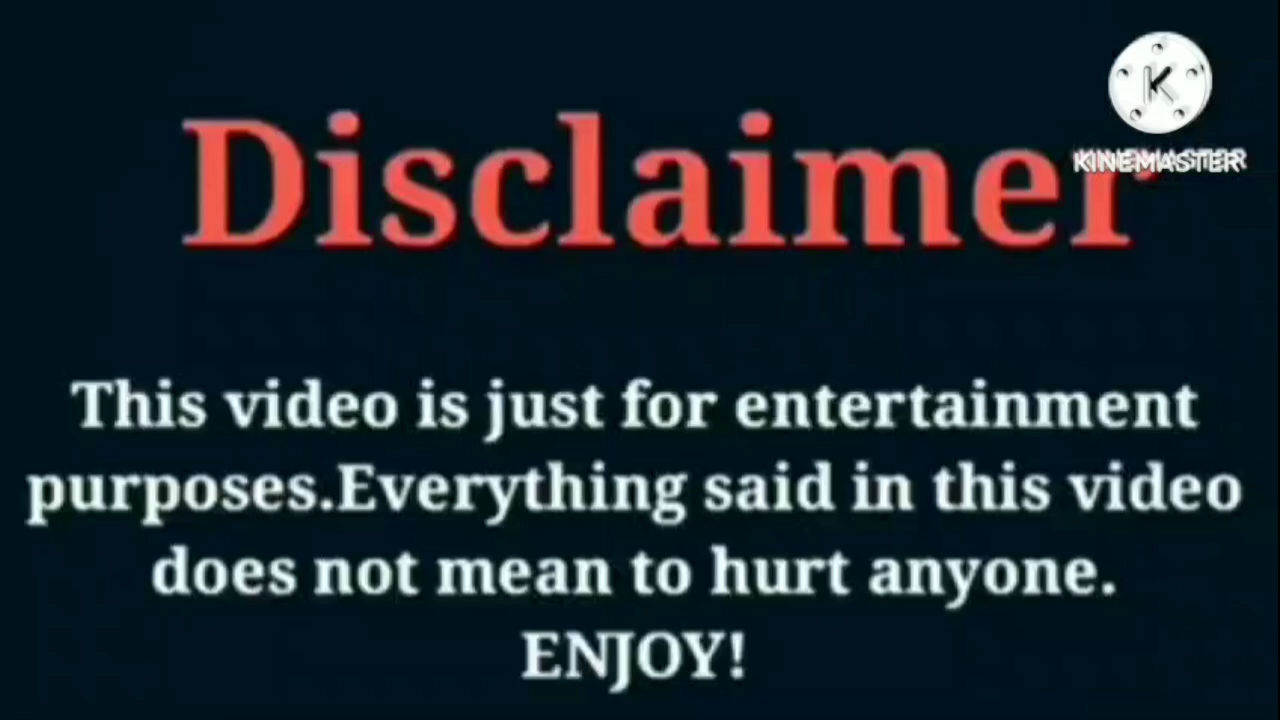 K
KINEMASTER
Disclaimer
This video is just for entertainment
purposes.Everything said in this video
does not mean to hurt anyone.
ENJOY!